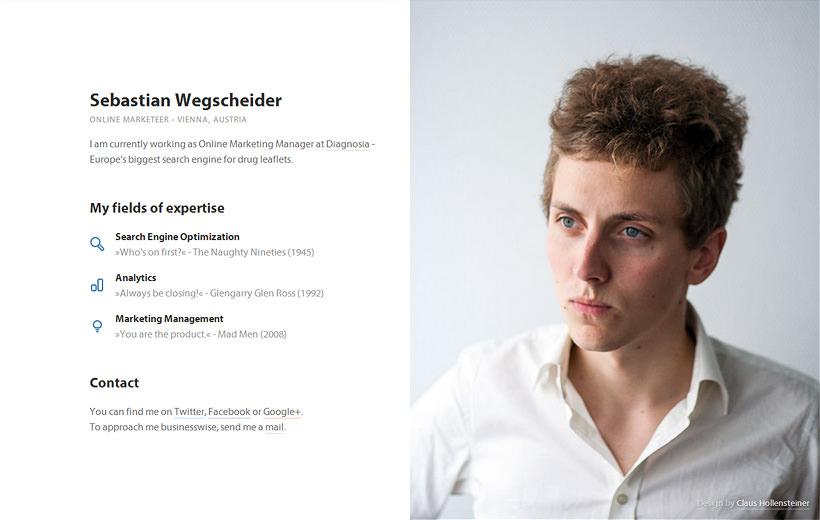 Sebastian Wegscheider
ONLINE MARKETEER - VIENNA, AUSTRIA
I am currently working as Online Marketing Manager at Diagnosia -
Europe's biggest search engine for drug leaflets.
My fields of expertise
Search Engine Optimization
»Who's on first?« - The Naughty Nineties (1945)
Analytics
»Always be closing!« - Glengarry Glen Ross (1992)
Marketing Management
»You are the product.« - Mad Men (2008)
Contact
You can find me on Twitter, Facebook or Google+.
To approach me businesswise, send me a mail.
Design by Claus Hollensteiner